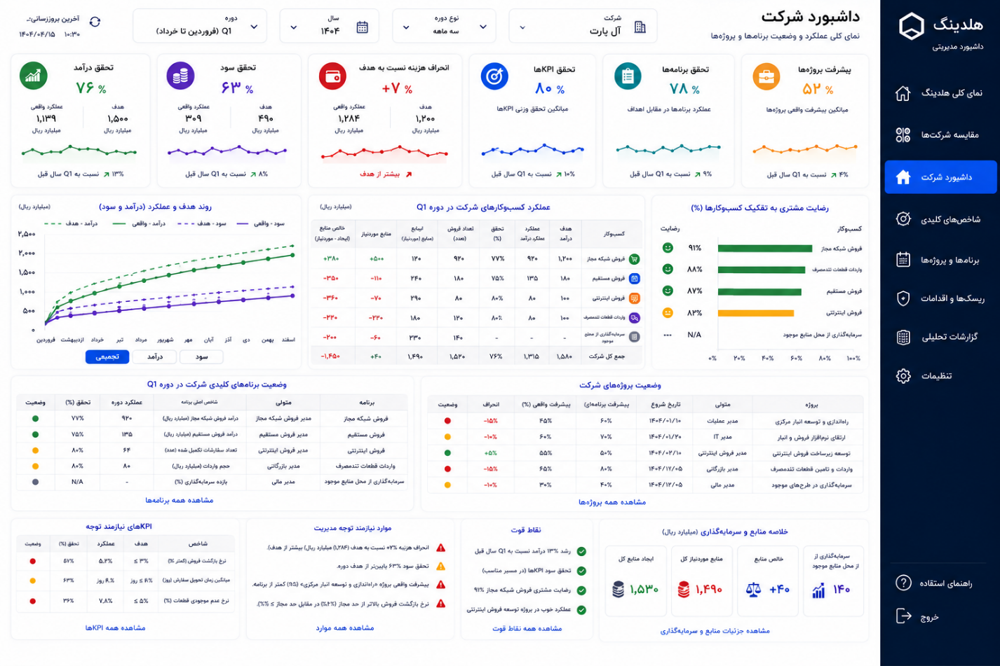 هلدینگ
داشبورد مدیریتی
نمای کلی هلدینگ
مقایسه شرکت‌ها
داشبورد شرکت
شاخص‌های کلیدی
برنامه‌ها و پروژه‌ها
ریسک‌ها و اقدامات
گزارشات تحلیلی
تنظیمات
راهنمای استفاده
خروج
داشبورد شرکت
نمای کلی عملکرد و وضعیت برنامه‌ها و پروژه‌ها
شرکت
آل پارت
نوع دوره
سه ماهه
سال
۱۴۰۴
دوره
Q1 (فروردین تا خرداد)
آخرین بروزرسانی:
۱۴۰۴/۰۴/۱۵ ۱۰:۳۰
پیشرفت پروژه‌ها
۵۲ %
میانگین پیشرفت واقعی پروژه‌ها
۴% نسبت به Q1 سال قبل
تحقق برنامه‌ها
۷۸ %
عملکرد برنامه‌ها در مقابل اهداف
۹% نسبت به Q1 سال قبل
تحقق KPIها
۸۰ %
میانگین تحقق وزنی KPIها
۱۰% نسبت به Q1 سال قبل
انحراف هزینه نسبت به هدف
+۷ %
هدف
۱,۲۰۰
میلیارد ریال
عملکرد واقعی
۱,۲۸۴
میلیارد ریال
بیشتر از هدف
تحقق سود
۶۳ %
هدف
۴۹۰
میلیارد ریال
عملکرد واقعی
۳۰۹
میلیارد ریال
۸% نسبت به Q1 سال قبل
تحقق درآمد
۷۶ %
هدف
۱,۵۰۰
میلیارد ریال
عملکرد واقعی
۱,۱۳۹
میلیارد ریال
۱۳% نسبت به Q1 سال قبل
رضایت مشتری به تفکیک کسب‌وکارها (%)
کسب‌وکار رضایت
فروش شبکه مجاز ۹۱%
واردات قطعات تندمصرف ۸۸%
فروش مستقیم ۸۷%
فروش اینترنتی ۸۲%
سرمایه‌گذاری از محل منابع موجود N/A ---
۰% ۲۰% ۴۰% ۶۰% ۸۰% ۱۰۰%
عملکرد کسب‌وکارهای شرکت در دوره Q1
(میلیارد ریال)
کسب‌وکار | هدف درآمد | عملکرد درآمد | تحقق (%) | تعداد فروش (عدد) | منابع موردنیاز | خالص منابع
فروش شبکه مجاز ۱,۲۰۰ ۹۲۰ ۷۷% ۹۲۰ ۱۲۰ +۵۰۰ +۳۸۰
فروش مستقیم ۱۸۰ ۱۳۵ ۷۵% ۱۸۰ ۲۴۰ -۱۱۰ -۳۵۰
فروش اینترنتی ۱۰۰ ۸۰ ۸۰% ۸۰ ۲۹۰ -۷۰ -۳۶۰
واردات قطعات تندمصرف ۱۰۰ ۸۰ ۸۰% ۱۲۰ ۱۸۰
موجود - - - ۱۴۰ ۲۳۰ -۶۰ -۲۰۰
جمع کل شرکت ۱,۵۸۰ ۱,۳۱۵ ۷۶% ۱,۵۲۰ ۱,۴۹۰ +۴۰ -۱,۴۵۰
روند هدف و عملکرد (درآمد و سود)
(میلیارد ریال)
سود - واقعی
سود - هدف
درآمد - واقعی
درآمد - هدف
۲,۵۰۰
۲,۰۰۰
۱,۵۰۰
۱,۰۰۰
۵۰۰
۰
فروردین اردیبهشت خرداد تیر مرداد شهریور مهر آبان آذر دی بهمن اسفند
سود
درآمد
تجمیعی
وضعیت پروژه‌های شرکت
پروژه | متولی | تاریخ شروع | پیشرفت برنامه‌ای | پیشرفت واقعی (%) | انحراف | وضعیت
راه‌اندازی و توسعه انبار مرکزی مدیر عملیات ۱۴۰۴/۰۱/۱۰ ۶۰% ۴۵% -۱۵%
ارتقای نرم‌افزار فروش و انبار مدیر IT ۱۴۰۴/۰۱/۲۰ ۷۰% ۶۰% -۱۰%
توسعه زیرساخت فروش اینترنتی مدیر فروش اینترنتی ۱۴۰۴/۰۲/۱۰ ۵۰% ۵۵% +۵%
واردات و تامین قطعات تندمصرف مدیر بازرگانی ۱۴۰۴/۱۷/۰۵ ۸۰% ۶۵% -۱۵%
سرمایه‌گذاری در طرح‌های موجود مدیر مالی ۱۴۰۴/۱۲/۰۵ ۴۰% ۳۰% -۱۰%
مشاهده همه پروژه‌ها
وضعیت برنامه‌های کلیدی شرکت در دوره Q1
برنامه | متولی | شاخص اصلی برنامه | عملکرد دوره | تحقق (%) | وضعیت
فروش شبکه مجاز مدیر فروش شبکه مجاز درآمد فروش شبکه مجاز (میلیارد ریال) ۹۲۰ ۷۷%
فروش مستقیم مدیر فروش مستقیم درآمد فروش مستقیم (میلیارد ریال) ۱۳۵ ۷۵%
فروش اینترنتی مدیر فروش اینترنتی تعداد سفارشات تکمیل شده (عدد) ۶۴ ۸۰%
واردات قطعات تندمصرف مدیر بازرگانی حجم واردات (میلیارد ریال) ۸۰ ۸۰%
سرمایه‌گذاری از محل منابع موجود مدیر مالی بازده سرمایه‌گذاری (%) - N/A
مشاهده همه برنامه‌ها
خلاصه منابع و سرمایه‌گذاری (میلیارد ریال)
سرمایه‌گذاری از
از محل منابع موجود
۱۴۰
خالص منابع
+۴۰
منابع موردنیاز کل
۱,۴۹۰
ایجاد منابع کل
۱,۵۳۰
مشاهده جزئیات منابع و سرمایه‌گذاری
نقاط قوت
رشد ۱۳% درآمد نسبت به Q1 سال قبل
تحقق سود KPIها (در مسیر مناسب)
رضایت مشتری فروش شبکه مجاز ۹۱%
عملکرد خوب در پروژه توسعه فروش اینترنتی
مشاهده همه نقاط قوت
موارد نیازمند توجه مدیریت
انحراف هزینه +۷% نسبت به هدف (۱,۲۸۴ میلیارد ریال) بیشتر از هدف).
تحقق سود ۶۳% پایین‌تر از هدف دوره.
پیشرفت واقعی پروژه «راه‌اندازی و توسعه انبار مرکزی» کمتر از برنامه.
نرخ بازگشت فروش بالاتر از حد مجاز در مقابل حد مجاز
مشاهده همه موارد
KPIهای نیازمند توجه
شاخص | هدف | عملکرد | تحقق (%) | وضعیت
نرخ بازگشت فروش (کمتر %) ≤ ۳% ۵.۲% ۵۷%
میانگین زمان تحویل سفارش (روز) روز روز ۶۳%
نرخ عدم موجودی قطعات (%) ≤ ۵% ۷.۸% ۳۶%
مشاهده همه KPIها